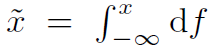 x̃ = ∫_{-∞}^{x} df